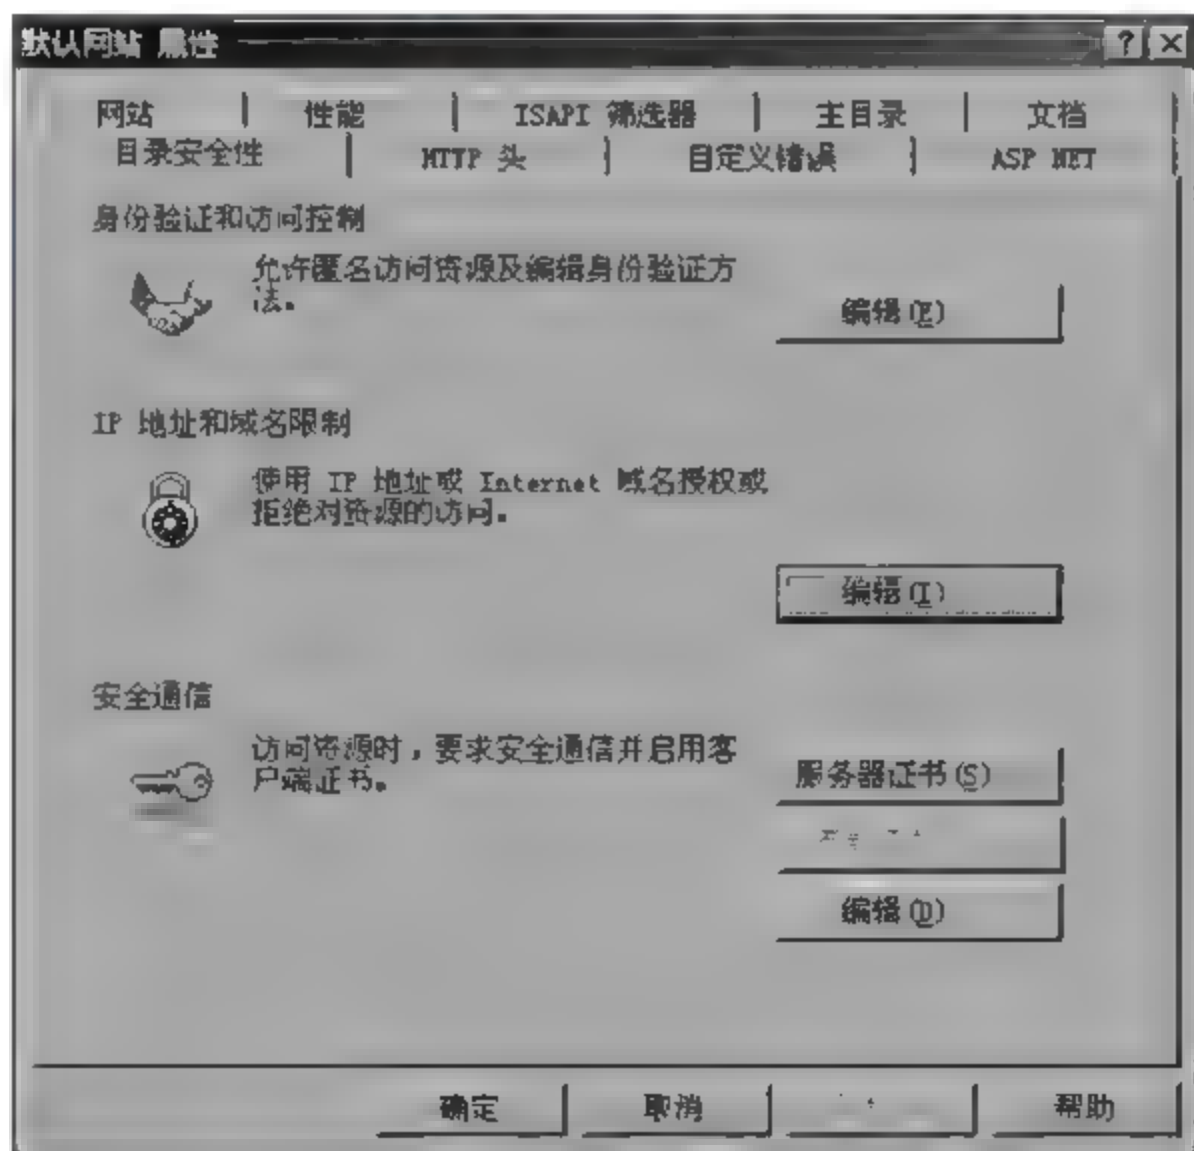 默认网站 属性
网站 性能 ISAPI 筛选器 主目录 文档
目录安全性 HTTP 头 自定义错误 ASP.NET
身份验证和访问控制
允许匿名访问资源及编辑身份验证方
法。
编辑(E)
IP 地址和域名限制
使用 IP 地址或 Internet 域名授权或
拒绝对资源的访问。
编辑(I)
安全通信
访问资源时，要求安全通信并启用客
户端证书。
服务器证书(S)
编辑(D)
确定 取消 帮助